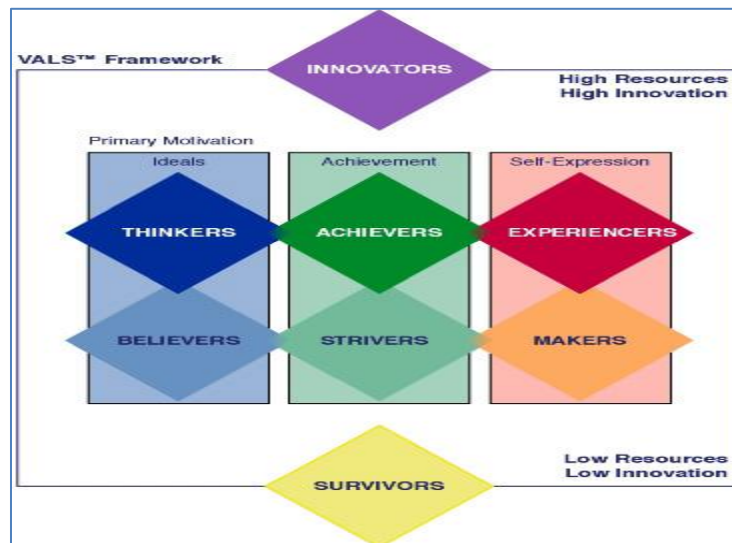 VALS™ Framework
INNOVATORS
High Resources
High Innovation
Primary Motivation
Ideals
Achievement
Self-Expression
THINKERS
ACHIEVERS
EXPERIENCERS
BELIEVERS
STRIVERS
MAKERS
Low Resources
Low Innovation
SURVIVORS